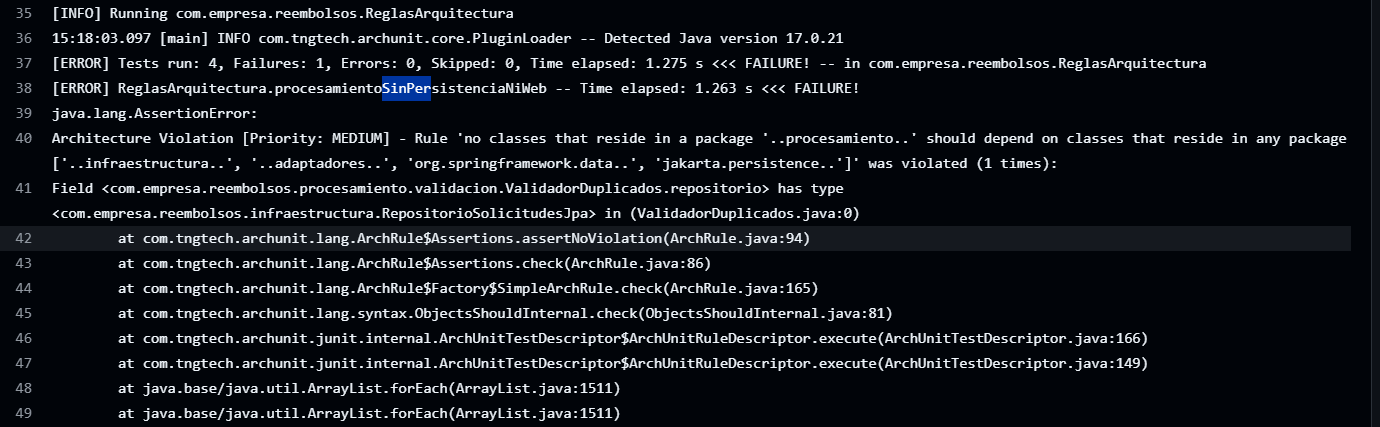 35 [INFO] Running com.empresa.reembolsos.ReglasArquitectura
36 15:18:03.097 [main] INFO com.tngtech.archunit.core.PluginLoader -- Detected Java version 17.0.21
37 [ERROR] Tests run: 4, Failures: 1, Errors: 0, Skipped: 0, Time elapsed: 1.275 s <<< FAILURE! -- in com.empresa.reembolsos.ReglasArquitectura
38 [ERROR] ReglasArquitectura.procesamientoSinPersistenciaNiWeb -- Time elapsed: 1.263 s <<< FAILURE!
39 java.lang.AssertionError:
40 Architecture Violation [Priority: MEDIUM] - Rule 'no classes that reside in a package '..procesamiento..' should depend on classes that reside in any package
['..infraestructura..', '..adaptadores..', 'org.springframework.data..', 'jakarta.persistence..']' was violated (1 times):
41 Field <com.empresa.reembolsos.procesamiento.validacion.ValidadorDuplicados.repositorio> has type
<com.empresa.reembolsos.infraestructura.RepositorioSolicitudesJpa> in (ValidadorDuplicados.java:0)
42 at com.tngtech.archunit.lang.ArchRule$Assertions.assertNoViolation(ArchRule.java:94)
43 at com.tngtech.archunit.lang.ArchRule$Assertions.check(ArchRule.java:86)
44 at com.tngtech.archunit.lang.ArchRule$Factory$SimpleArchRule.check(ArchRule.java:165)
45 at com.tngtech.archunit.lang.syntax.ObjectsShouldInternal.check(ObjectsShouldInternal.java:81)
46 at com.tngtech.archunit.junit.internal.ArchUnitTestDescriptor$ArchUnitRuleDescriptor.execute(ArchUnitTestDescriptor.java:166)
47 at com.tngtech.archunit.junit.internal.ArchUnitTestDescriptor$ArchUnitRuleDescriptor.execute(ArchUnitTestDescriptor.java:149)
48 at java.base/java.util.ArrayList.forEach(ArrayList.java:1511)
49 at java.base/java.util.ArrayList.forEach(ArrayList.java:1511)